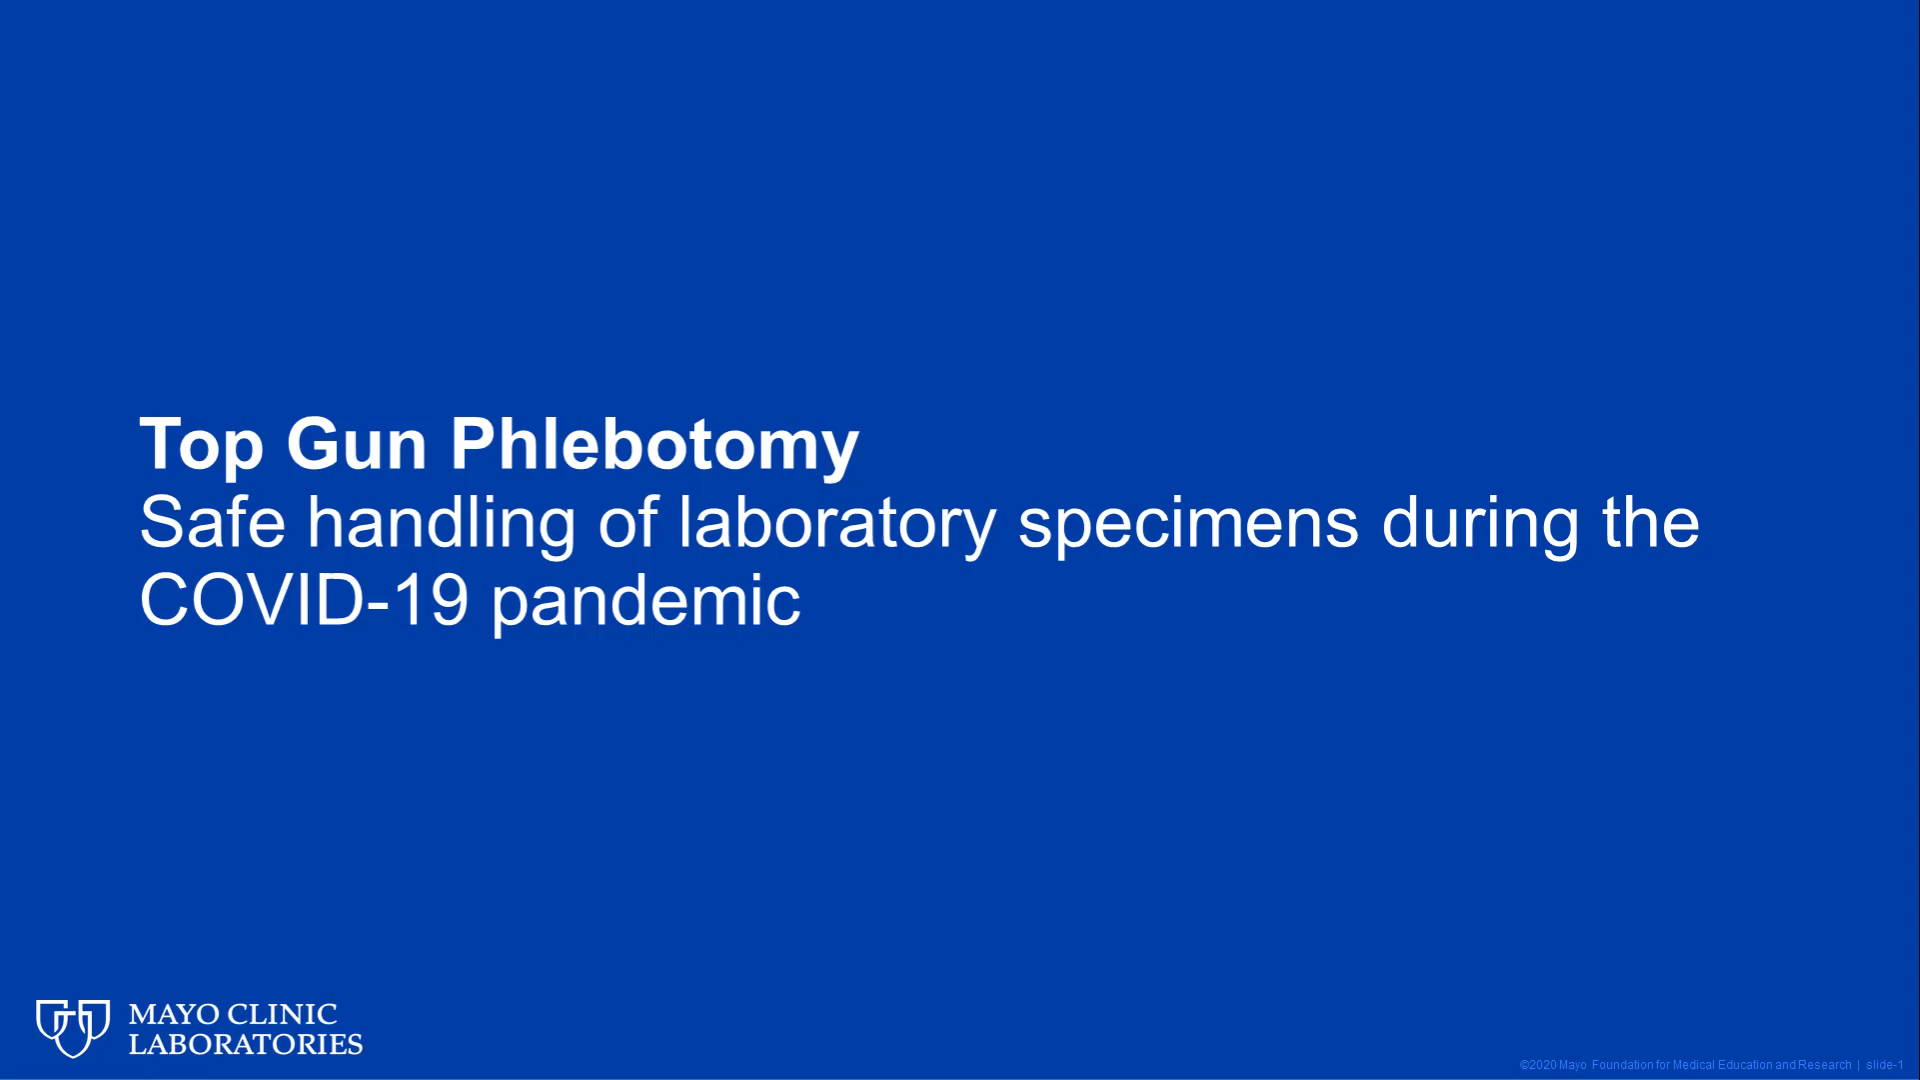 Top Gun Phlebotomy
Safe handling of laboratory specimens during the
COVID-19 pandemic
MAYO CLINIC
LABORATORIES
©2020 Mayo Foundation for Medical Education and Research | slide-1